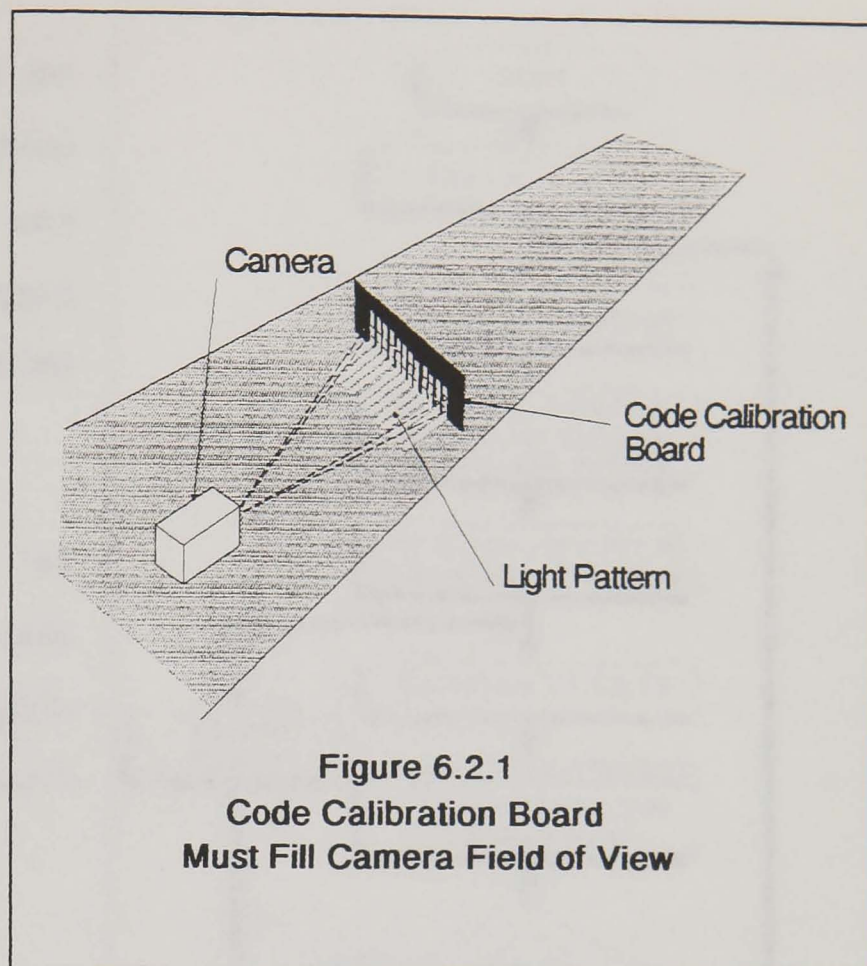 Camera
Code Calibration
Board
Light Pattern
Figure 6.2.1
Code Calibration Board
Must Fill Camera Field of View